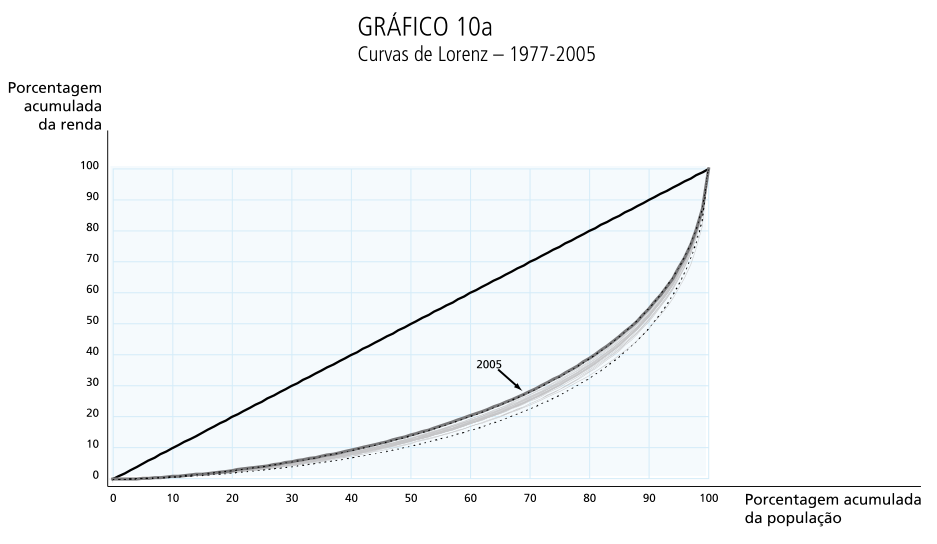 GRÁFICO 10a
Curvas de Lorenz – 1977-2005
Porcentagem
acumulada
da renda
100
90
80
70
60
50
40
30
20
10
0
2005
0 10 20 30 40 50 60 70 80 90 100
Porcentagem acumulada
da população